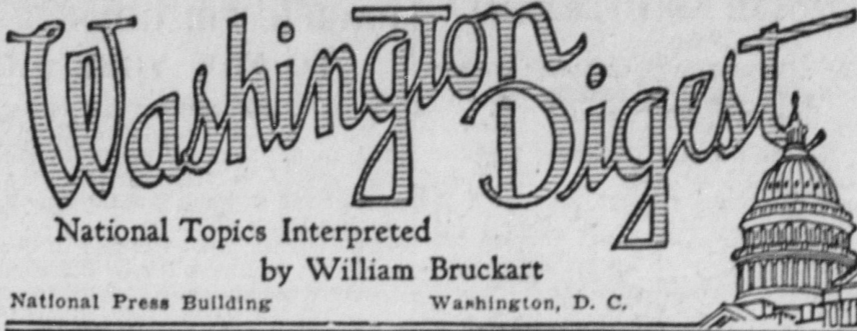 Washington Digest
National Topics Interpreted
by William Bruckart
National Press Building Washington, D. C.